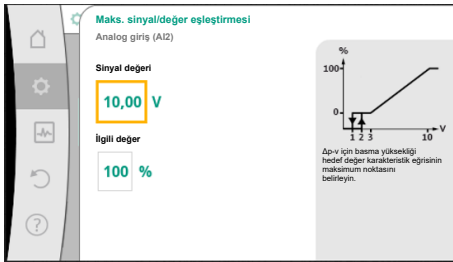 Maks. sinyal/değer eşleştirmesi
Analog giriş (AI2)
Sinyal değeri
10,00 V
İlgili değer
100 %
%
100
0
1 2 3 10 V
Δp-v için basma yüksekliği
hedef değer karakteristik eğrisinin
maksimum noktasını
belirleyin.